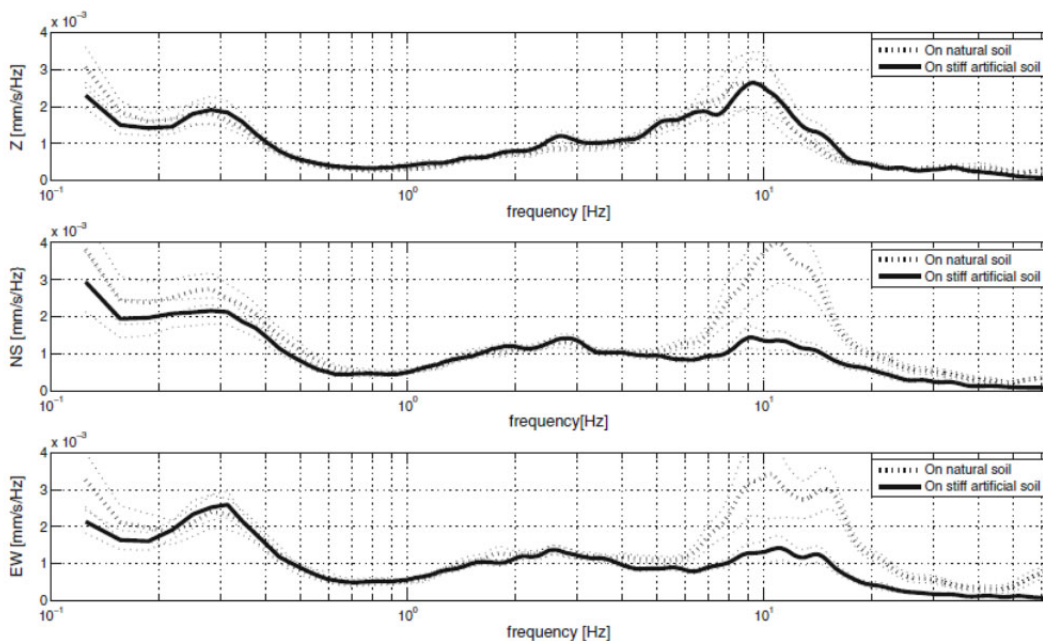 x 10⁻³
4
3
2
1
0
Z [mm/s/Hz]
On natural soil
On stiff artificial soil
10⁻¹ 10⁰ 10¹
frequency [Hz]
x 10⁻³
4
3
2
1
0
NS [mm/s/Hz]
On natural soil
On stiff artificial soil
10⁻¹ 10⁰ 10¹
frequency[Hz]
x 10⁻³
4
3
2
1
0
EW [mm/s/Hz]
On natural soil
On stiff artificial soil
10⁻¹ 10⁰ 10¹
frequency [Hz]